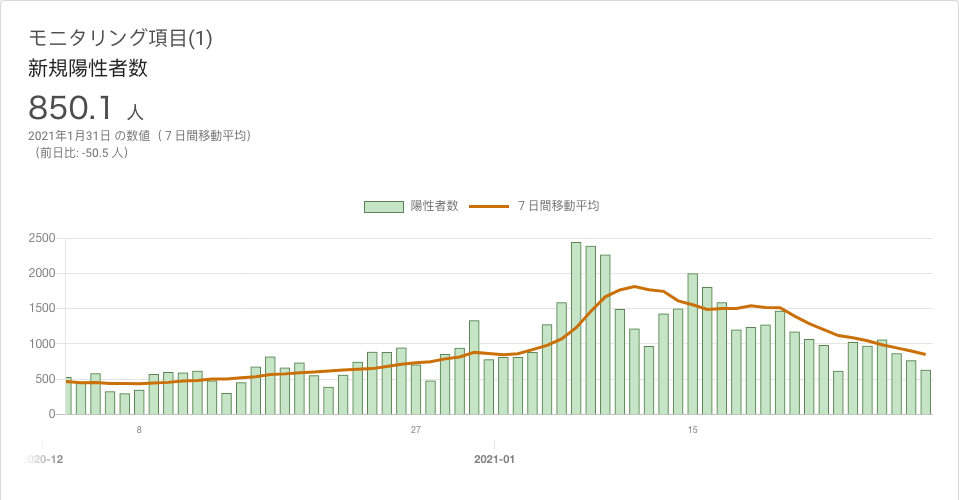 モニタリング項目(1)
新規陽性者数
850.1 人
2021年1月31日 の数値（７日間移動平均）
（前日比: -50.5 人）
陽性者数 ７日間移動平均
2500
2000
1500
1000
500
0
8 27 15
2020-12 2021-01